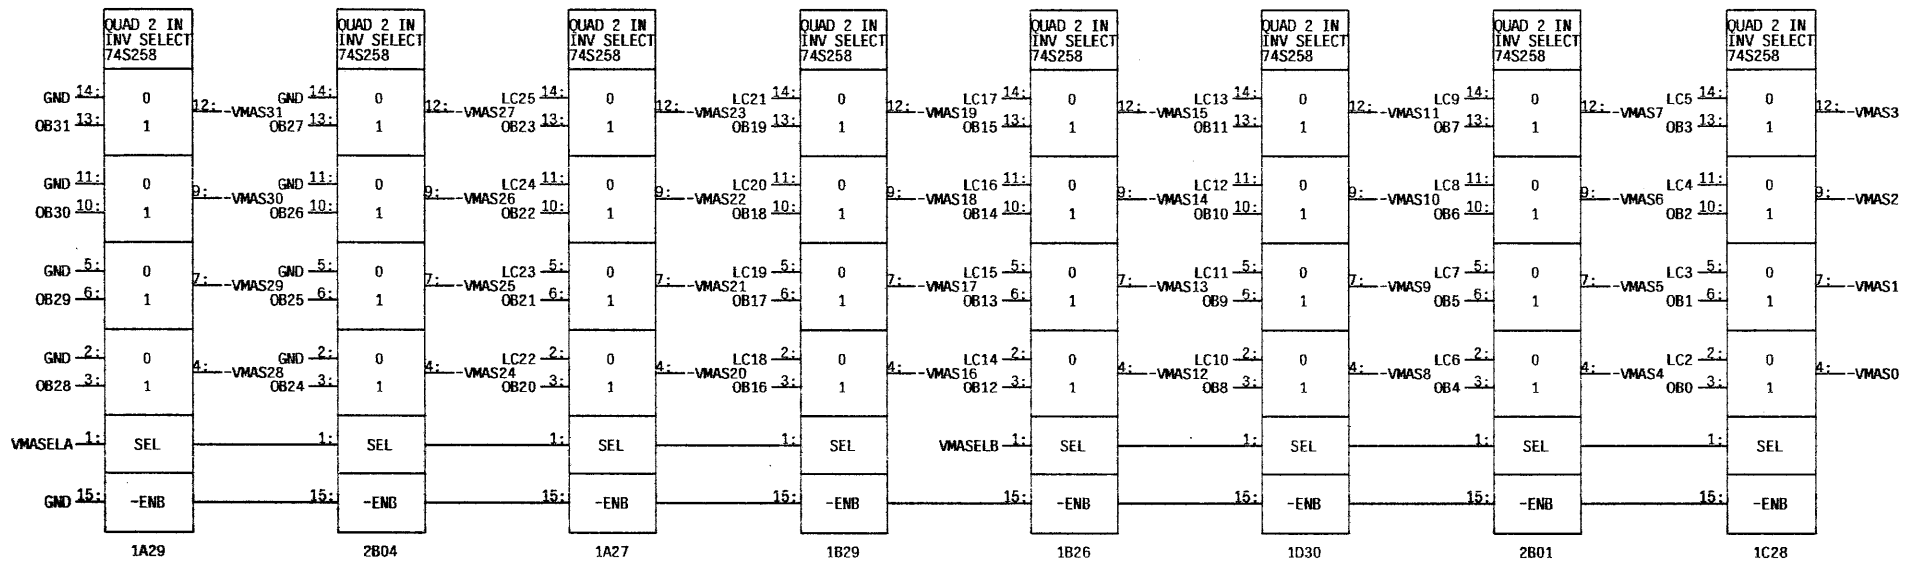 QUAD 2 IN QUAD 2 IN QUAD 2 IN QUAD 2 IN QUAD 2 IN QUAD 2 IN QUAD 2 IN QUAD 2 IN
INV SELECT INV SELECT INV SELECT INV SELECT INV SELECT INV SELECT INV SELECT INV SELECT
74S258 74S258 74S258 74S258 74S258 74S258 74S258 74S258
GND 14: 0 GND 14: 0 LC25 14: 0 LC21 14: 0 LC17 14: 0 LC13 14: 0 LC9 14: 0 LC5 14: 0
12: -VMAS31 12: -VMAS27 12: -VMAS23 12: -VMAS19 12: -VMAS15 12: -VMAS11 12: -VMAS7 12: -VMAS3
OB31 13: 1 OB27 13: 1 OB23 13: 1 OB19 13: 1 OB15 13: 1 OB11 13: 1 OB7 13: 1 OB3 13: 1
GND 11: 0 GND 11: 0 LC24 11: 0 LC20 11: 0 LC16 11: 0 LC12 11: 0 LC8 11: 0 LC4 11: 0
9: -VMAS30 9: -VMAS26 9: -VMAS22 9: -VMAS18 9: -VMAS14 9: -VMAS10 9: -VMAS6 9: -VMAS2
OB30 10: 1 OB26 10: 1 OB22 10: 1 OB18 10: 1 OB14 10: 1 OB10 10: 1 OB6 10: 1 OB2 10: 1
GND 5: 0 GND 5: 0 LC23 5: 0 LC19 5: 0 LC15 5: 0 LC11 5: 0 LC7 5: 0 LC3 5: 0
7: -VMAS29 7: -VMAS25 7: -VMAS21 7: -VMAS17 7: -VMAS13 7: -VMAS9 7: -VMAS5 7: -VMAS1
OB29 6: 1 OB25 6: 1 OB21 6: 1 OB17 6: 1 OB13 6: 1 OB9 6: 1 OB5 6: 1 OB1 6: 1
GND 2: 0 GND 2: 0 LC22 2: 0 LC18 2: 0 LC14 2: 0 LC10 2: 0 LC6 2: 0 LC2 2: 0
4: -VMAS28 4: -VMAS24 4: -VMAS20 4: -VMAS16 4: -VMAS12 4: -VMAS8 4: -VMAS4 4: -VMAS0
OB28 3: 1 OB24 3: 1 OB20 3: 1 OB16 3: 1 OB12 3: 1 OB8 3: 1 OB4 3: 1 OB0 3: 1
VMASELA 1: SEL 1: SEL 1: SEL 1: SEL VMASELB 1: SEL 1: SEL 1: SEL 1: SEL
GND 15: -ENB 15: -ENB 15: -ENB 15: -ENB 15: -ENB 15: -ENB 15: -ENB 15: -ENB
1A29 2B04 1A27 1B29 1B26 1D30 2B01 1C28